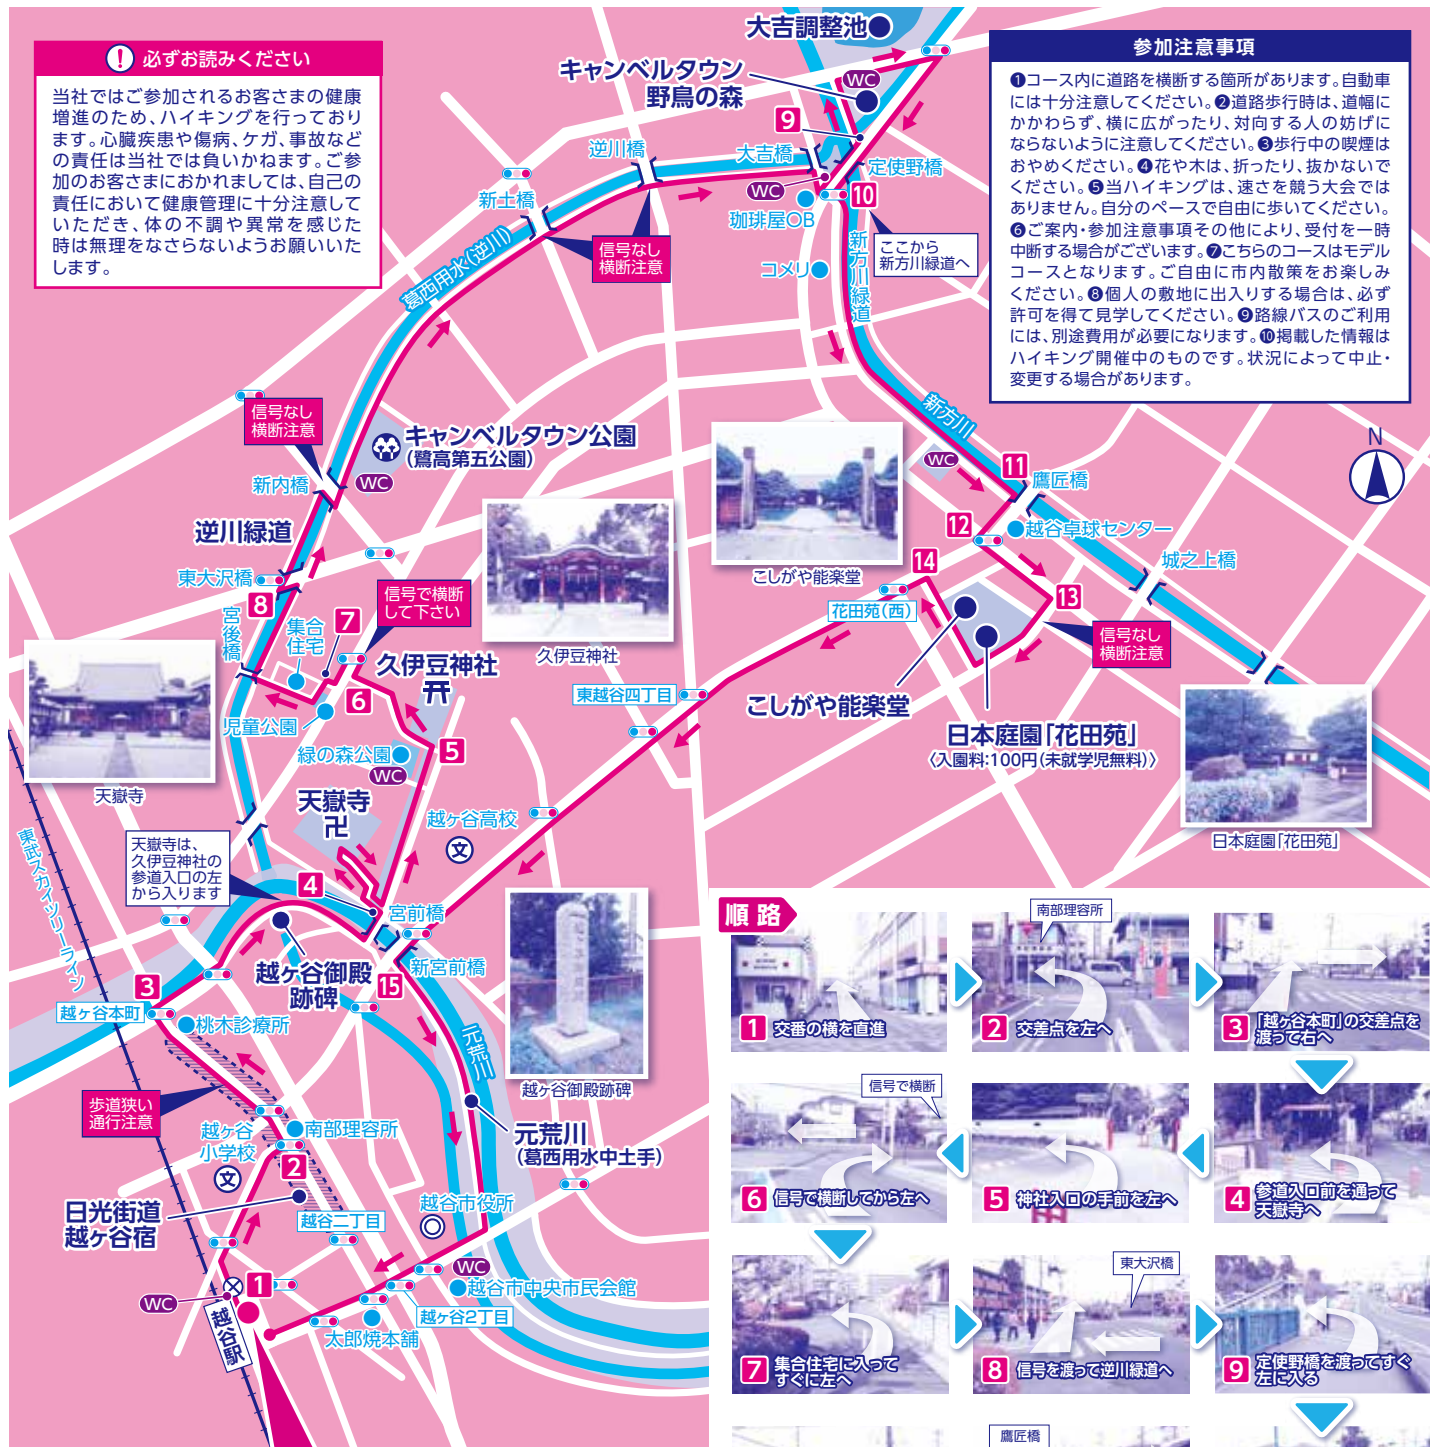 必ずお読みください
当社ではご参加されるお客さまの健康
増進のため、ハイキングを行っており
ます。心臓疾患や傷病、ケガ、事故など
の責任は当社では負いかねます。ご参
加のお客さまにおかれましては、自己の
責任において健康管理に十分注意して
いただき、体の不調や異常を感じた
時は無理をなさらないようお願いいた
します。
参加注意事項
❶コース内に道路を横断する箇所があります。自動車
には十分注意してください。❷道路歩行時は、道幅に
かかわらず、横に広がったり、対向する人の妨げに
ならないように注意してください。❸歩行中の喫煙は
おやめください。❹花や木は、折ったり、抜かないで
ください。❺当ハイキングは、速さを競う大会では
ありません。自分のペースで自由に歩いてください。
❻ご案内・参加注意事項その他により、受付を一時
中断する場合がございます。❼こちらのコースはモデル
コースとなります。ご自由に市内散策をお楽しみ
ください。❽個人の敷地に出入りする場合は、必ず
許可を得て見学してください。❾路線バスのご利用
には、別途費用が必要になります。❿掲載した情報は
ハイキング開催中のものです。状況によって中止・
変更する場合があります。
大吉調整池
キャンベルタウン
野鳥の森
WC
9
大吉橋
定使野橋
逆川橋
WC
10
新土橋
珈琲屋OB
ここから
新方川緑道へ
信号なし
横断注意
コメリ
新方川緑道
葛西用水(逆川)
新方川
N
信号なし
横断注意
キャンベルタウン公園
(鷺高第五公園)
WC
新内橋
WC
11
鷹匠橋
逆川緑道
12
越谷卓球センター
こしがや能楽堂
14
城之上橋
東大沢橋
8
信号で横断
して下さい
花田苑(西)
13
宮後橋
集合
住宅
7
信号なし
横断注意
久伊豆神社
久伊豆神社
6
東越谷四丁目
こしがや能楽堂
児童公園
日本庭園「花田苑」
〈入園料:100円(未就学児無料)〉
緑の森公園
WC
5
天嶽寺
天嶽寺
卍
越ヶ谷高校
文
日本庭園「花田苑」
東武スカイツリーライン
天嶽寺は、
久伊豆神社の
参道入口の左
から入ります
4
宮前橋
新宮前橋
15
越ヶ谷御殿
跡碑
3
越ヶ谷本町
桃木診療所
元荒川
越ヶ谷御殿跡碑
歩道狭い
通行注意
越ヶ谷
小学校
文
南部理容所
2
元荒川
(葛西用水中土手)
日光街道
越ヶ谷宿
越谷二丁目
越谷市役所
WC
越谷市中央市民会館
1
WC
越ヶ谷2丁目
太郎焼本舗
越谷駅
順路
1 交番の横を直進
南部理容所
2 交差点を左へ
3 「越ヶ谷本町」の交差点を
渡って右へ
4 参道入口前を通って
天嶽寺へ
5 神社入口の手前を左へ
信号で横断
6 信号で横断してから左へ
7 集合住宅に入って
すぐに左へ
東大沢橋
8 信号を渡って逆川緑道へ
9 定使野橋を渡ってすぐ
左に入る
鷹匠橋